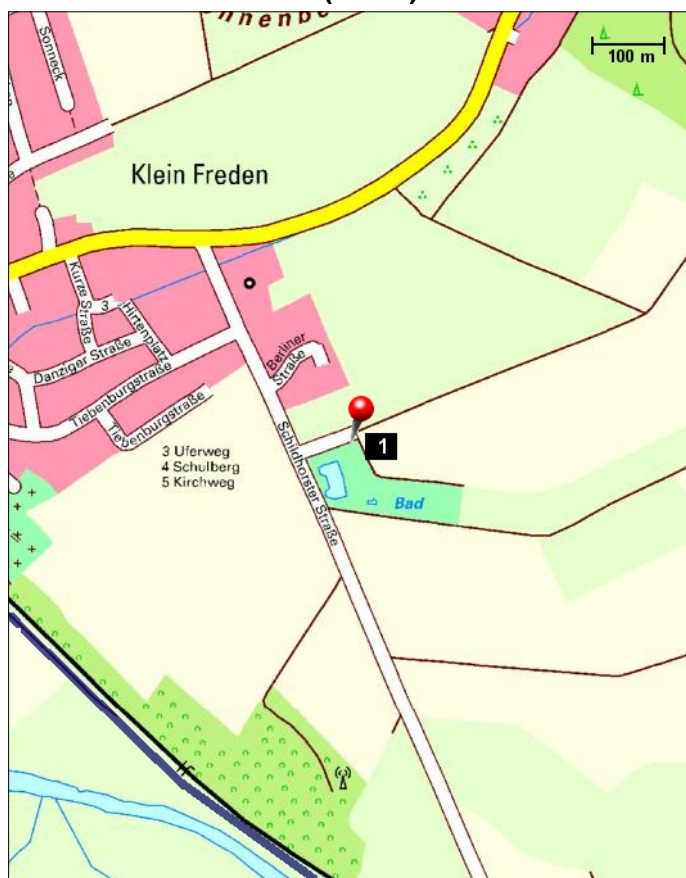 Sonneck
100 m
Klein Freden
Kurze Straße
3
Hirtenplatz
Danziger Straße
Berliner
Straße
Tiebenburgstraße
Tiebenburgstraße
Schildhorster Straße
1
3 Uferweg
4 Schulberg
5 Kirchweg
Bad